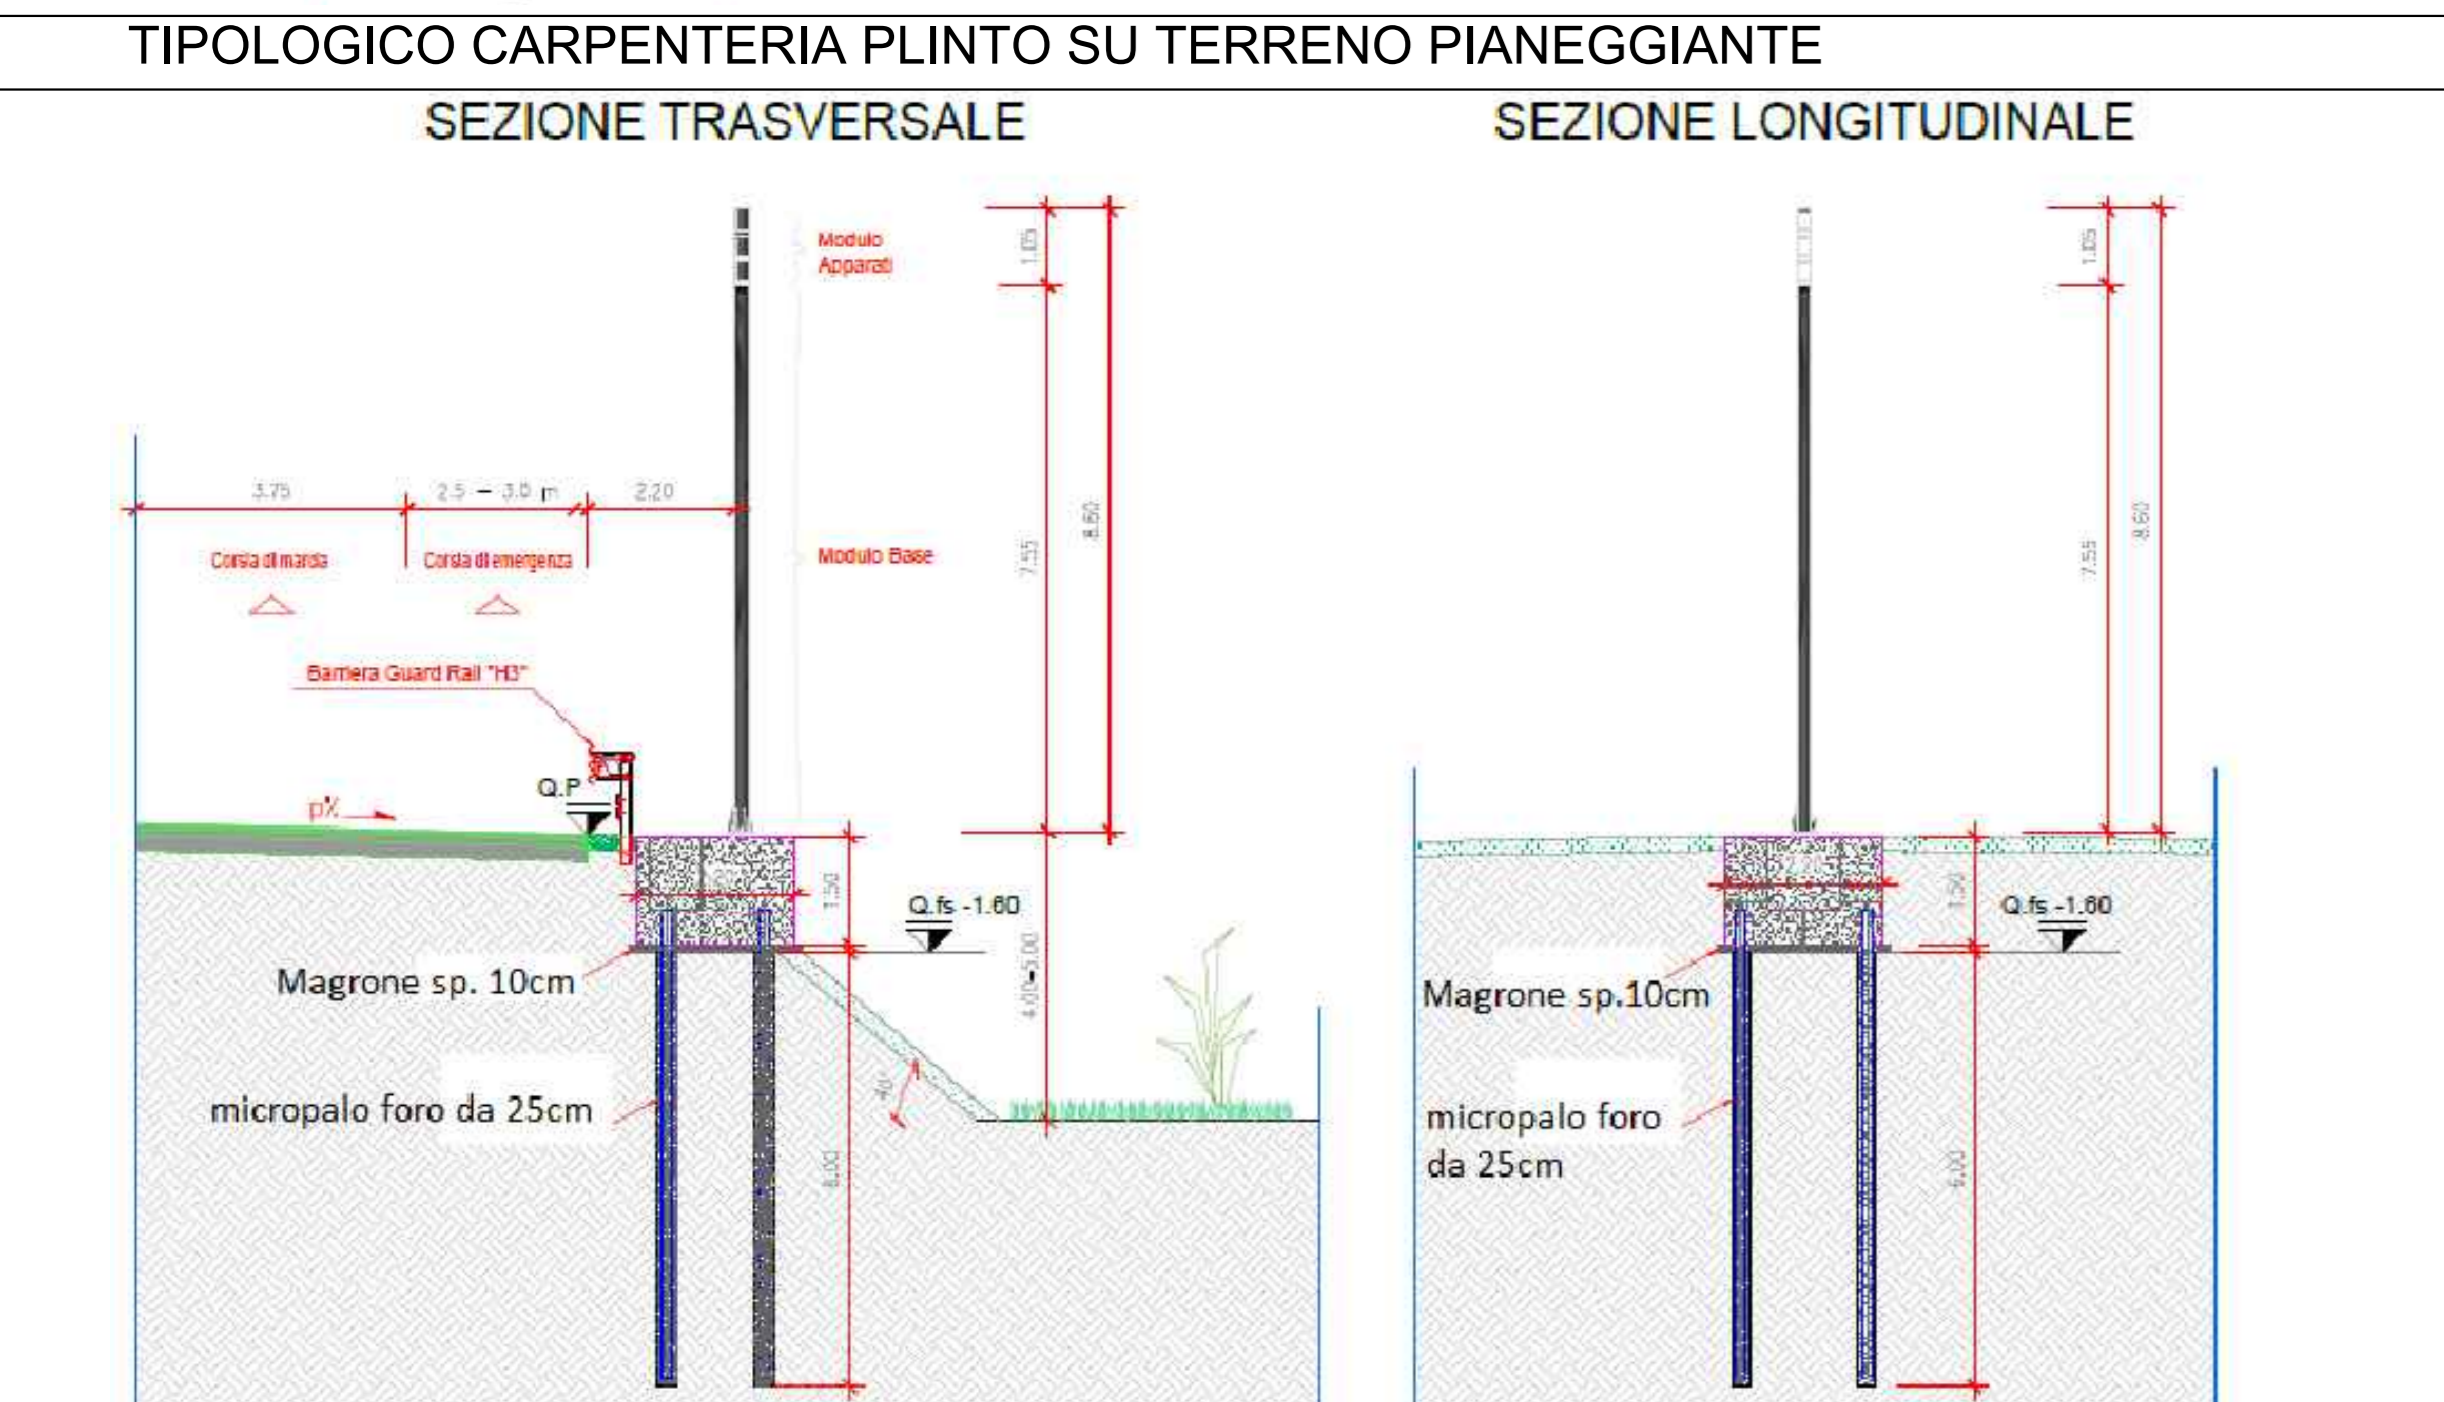 TIPOLOGICO CARPENTERIA PLINTO SU TERRENO PIANEGGIANTE
SEZIONE TRASVERSALE
SEZIONE LONGITUDINALE
Modulo
Apparati
1.05
1.05
3.75
2.5 – 3.0 m
2.20
8.60
8.60
7.55
7.55
Corsia di marcia
Corsia di emergenza
Modulo Base
Barriera Guard Rail "H3"
Q.P
p%
1.50
1.50
Q.fs -1.60
Q.fs -1.60
4.00–5.00
Magrone sp. 10cm
Magrone sp.10cm
40°
micropalo foro da 25cm
micropalo foro
da 25cm
6.00